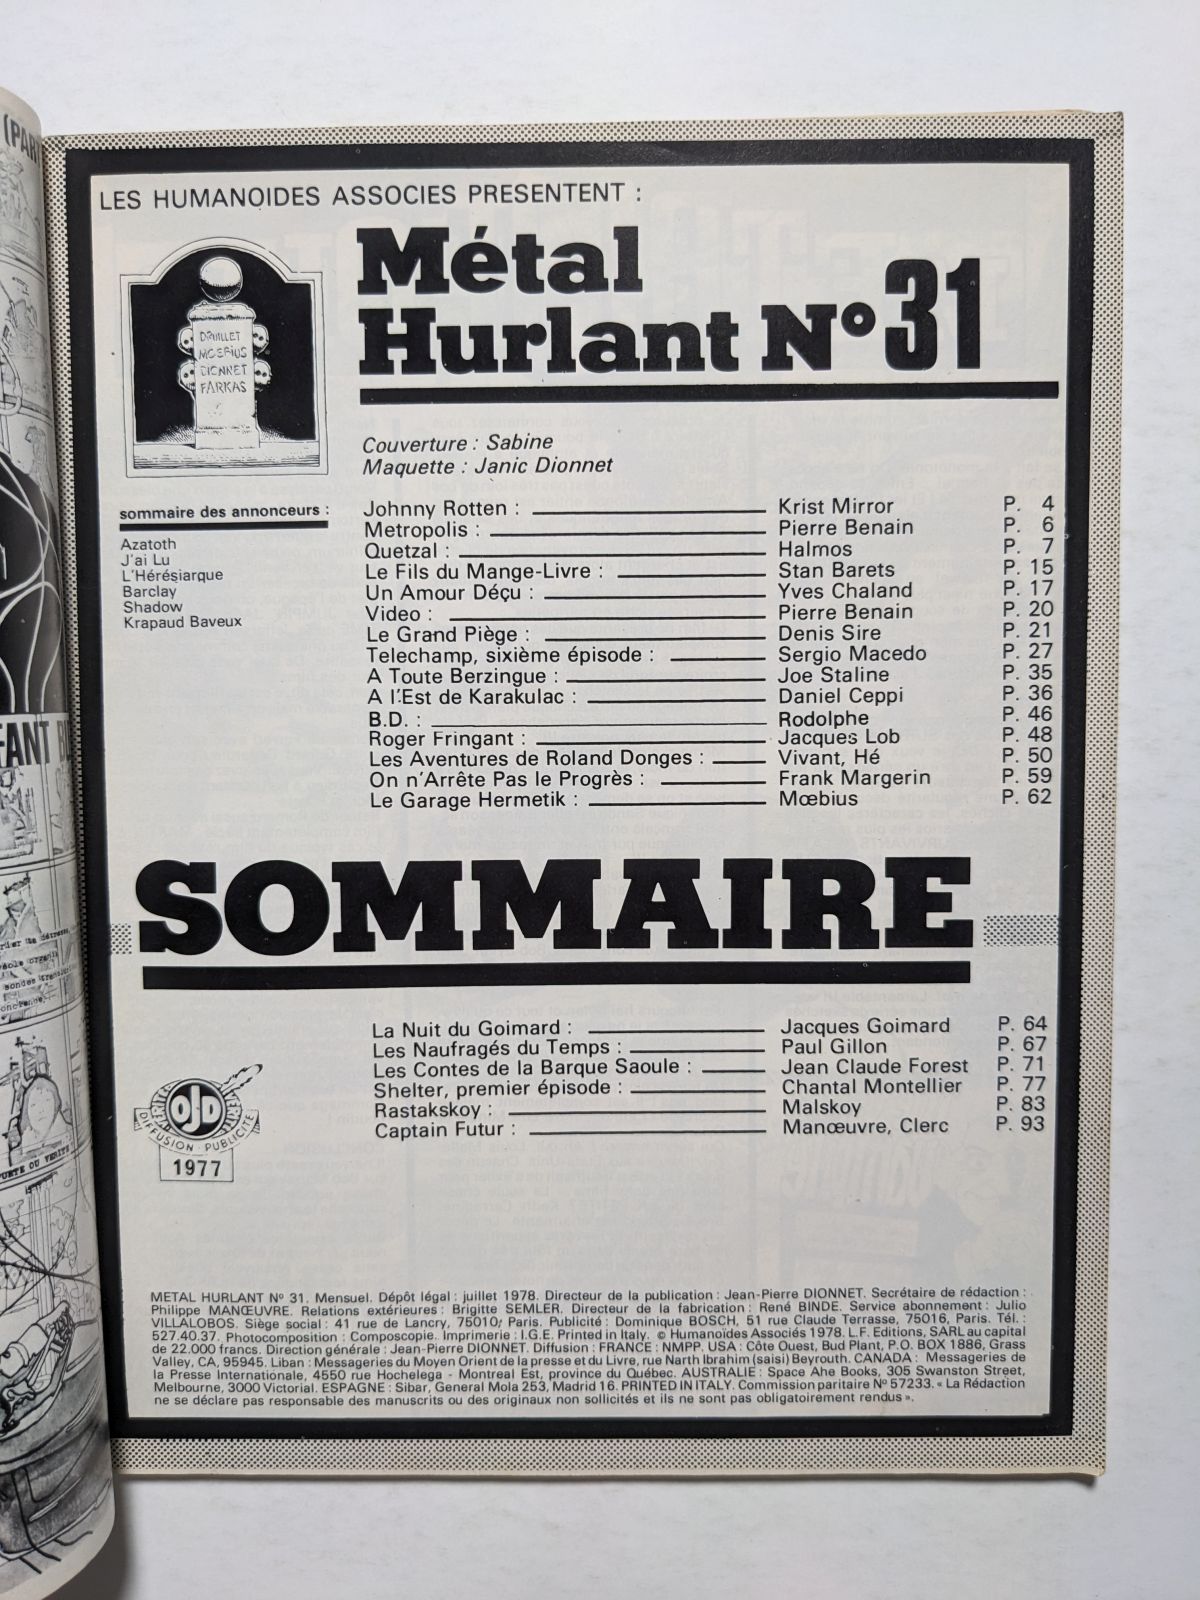 LES HUMANOIDES ASSOCIES PRESENTENT :
Métal
Hurlant Nº 31
DRUILLET
MOEBIUS
DIONNET
FARKAS
Couverture : Sabine
Maquette : Janic Dionnet
sommaire des annonceurs :
Azatoth
J'ai Lu
L'Hérésiarque
Barclay
Shadow
Krapaud Baveux
Johnny Rotten : Krist Mirror P. 4
Metropolis : Pierre Benain P. 6
Quetzal : Halmos P. 7
Le Fils du Mange-Livre : Stan Barets P. 15
Un Amour Déçu : Yves Chaland P. 17
Video : Pierre Benain P. 20
Le Grand Piège : Denis Sire P. 21
Telechamp, sixième épisode : Sergio Macedo P. 27
A Toute Berzingue : Joe Staline P. 35
A l'Est de Karakulac : Daniel Ceppi P. 36
B.D. : Rodolphe P. 46
Roger Fringant : Jacques Lob P. 48
Les Aventures de Roland Donges : Vivant, Hé P. 50
On n'Arrête Pas le Progrès : Frank Margerin P. 59
Le Garage Hermetik : Mœbius P. 62
SOMMAIRE
La Nuit du Goimard : Jacques Goimard P. 64
Les Naufragés du Temps : Paul Gillon P. 67
Les Contes de la Barque Saoule : Jean Claude Forest P. 71
Shelter, premier épisode : Chantal Montellier P. 77
Rastakskoy : Malskoy P. 83
Captain Futur : Manœuvre, Clerc P. 93
OJD
DIFFUSION - PUBLICITE
1977
METAL HURLANT Nº 31. Mensuel. Dépôt légal : juillet 1978. Directeur de la publication : Jean-Pierre DIONNET. Secrétaire de rédaction :
Philippe MANŒUVRE. Relations extérieures : Brigitte SEMLER. Directeur de la fabrication : René BINDE. Service abonnement : Julio
VILLALOBOS. Siège social : 41 rue de Lancry, 75010, Paris. Publicité : Dominique BOSCH, 51 rue Claude Terrasse, 75016, Paris. Tél. :
527.40.37. Photocomposition : Composcopie. Imprimerie : I.G.E. Printed in Italy. © Humanoïdes Associés 1978. L.F. Editions, SARL au capital
de 22.000 francs. Direction générale : Jean-Pierre DIONNET. Diffusion : FRANCE : NMPP. USA : Côte Ouest, Bud Plant, P.O. BOX 1886, Grass
Valley, CA, 95945. Liban : Messageries du Moyen Orient de la presse et du Livre, rue Narth Ibrahim (saisi) Beyrouth. CANADA : Messageries de
la Presse Internationale, 4550 rue Hochelega - Montreal Est, province du Québec. AUSTRALIE : Space Ahe Books, 305 Swanston Street,
Melbourne, 3000 Victorial. ESPAGNE : Sibar, General Mola 253, Madrid 16. PRINTED IN ITALY. Commission paritaire Nº 57233. « La Rédaction
ne se déclare pas responsable des manuscrits ou des originaux non sollicités et ils ne sont pas obligatoirement rendus ».